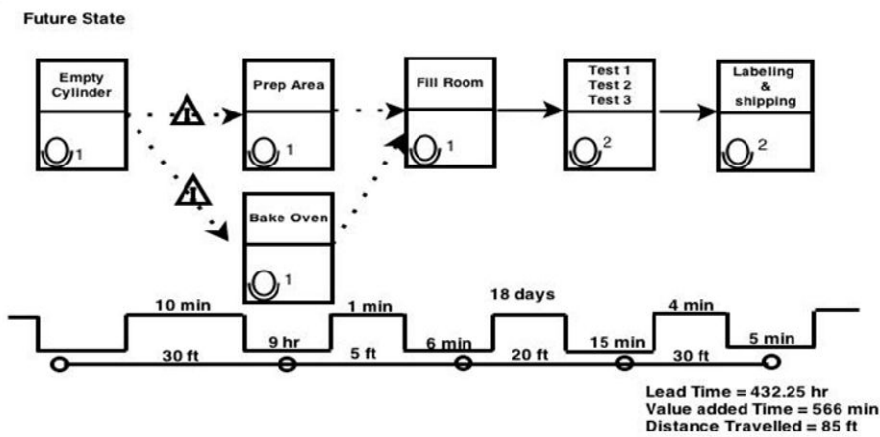 Future State
Empty
Cylinder
1
Prep Area
1
Fill Room
1
Test 1
Test 2
Test 3
2
Labeling
&
shipping
2
I
I
Bake Oven
1
10 min
1 min
18 days
4 min
9 hr
6 min
15 min
5 min
30 ft
5 ft
20 ft
30 ft
Lead Time = 432.25 hr
Value added Time = 566 min
Distance Travelled = 85 ft